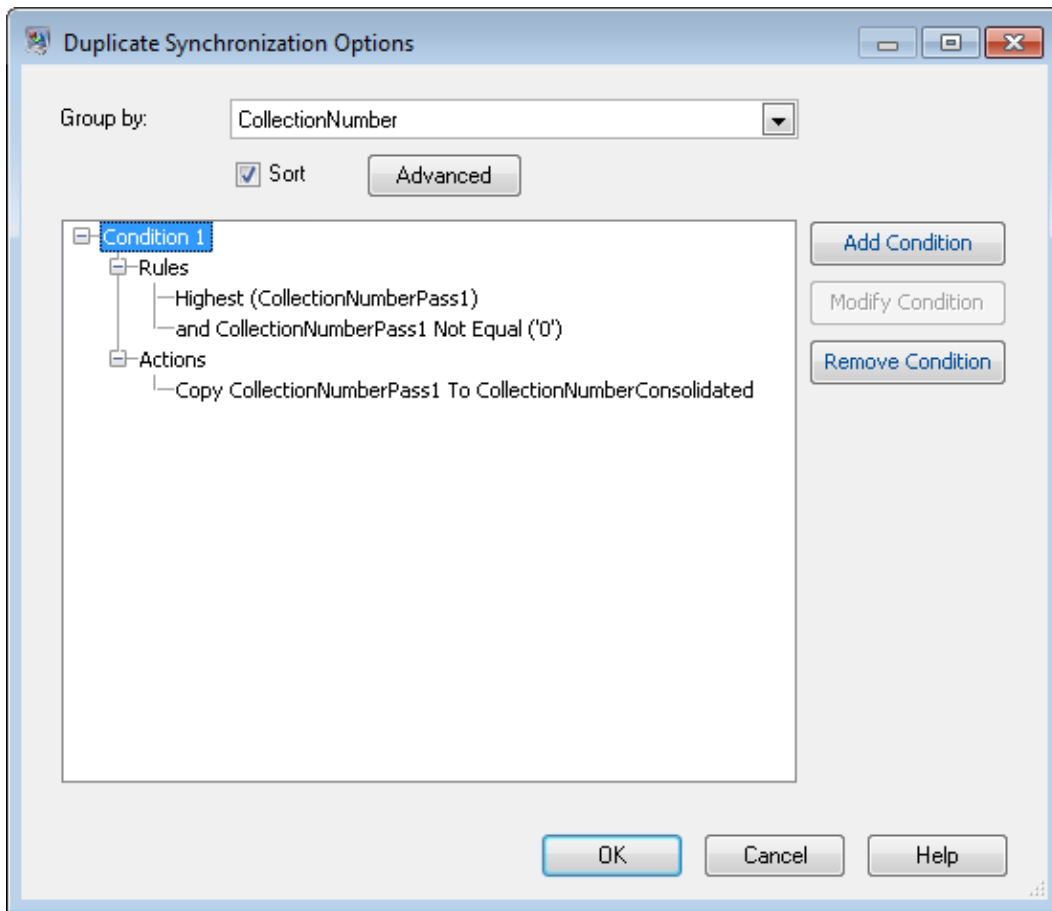 Duplicate Synchronization Options
Group by:
CollectionNumber
Sort
Advanced
Condition 1
Rules
Highest (CollectionNumberPass1)
and CollectionNumberPass1 Not Equal ('0')
Actions
Copy CollectionNumberPass1 To CollectionNumberConsolidated
Add Condition
Modify Condition
Remove Condition
OK
Cancel
Help